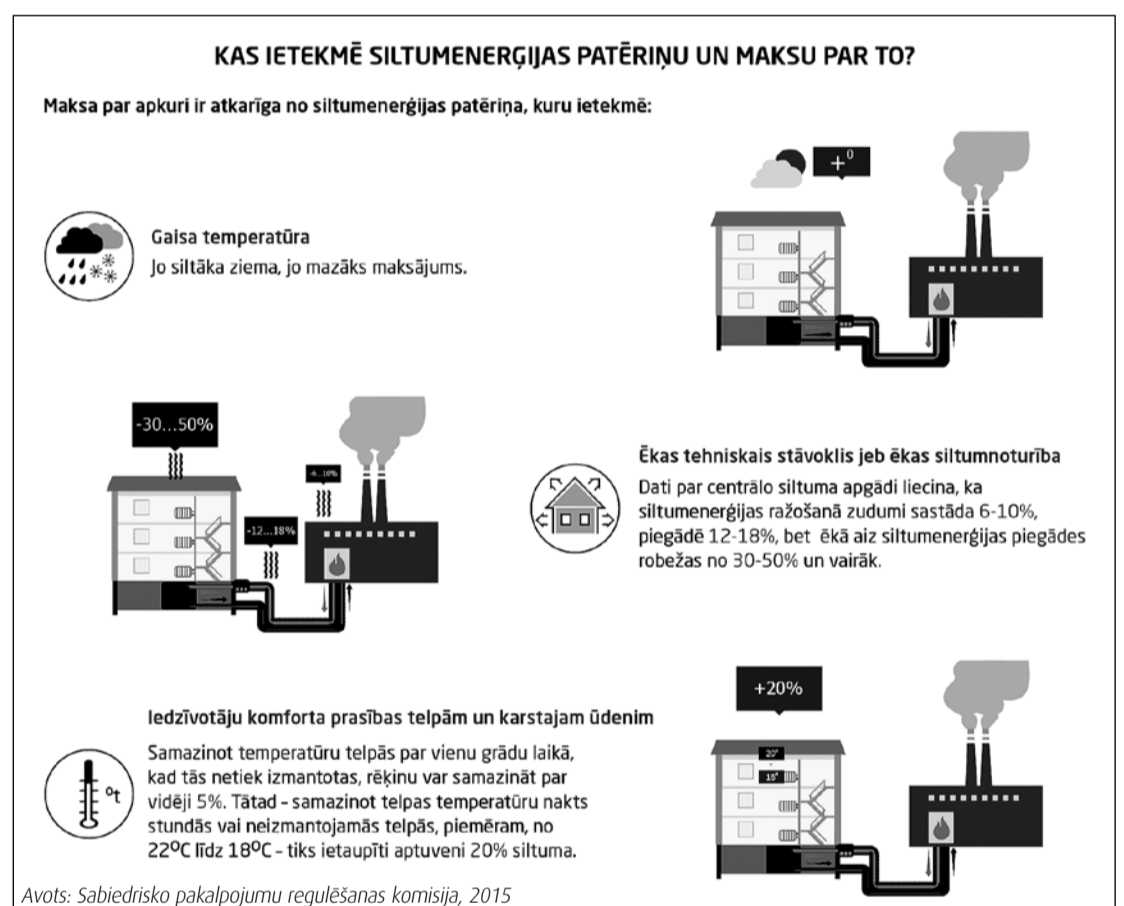 KAS IETEKMĒ SILTUMENERĢIJAS PATĒRIŅU UN MAKSU PAR TO?
Maksa par apkuri ir atkarīga no siltumenerģijas patēriņa, kuru ietekmē:
+⁰
Gaisa temperatūra
Jo siltāka ziema, jo mazāks maksājums.
-30...50%
-6...10%
-12...18%
Ēkas tehniskais stāvoklis jeb ēkas siltumnoturība
Dati par centrālo siltuma apgādi liecina, ka
siltumenerģijas ražošanā zudumi sastāda 6-10%,
piegādē 12-18%, bet ēkā aiz siltumenerģijas piegādes
robežas no 30-50% un vairāk.
+20%
20°
18°
Iedzīvotāju komforta prasības telpām un karstajam ūdenim
°t
Samazinot temperatūru telpās par vienu grādu laikā,
kad tās netiek izmantotas, rēķinu var samazināt par
vidēji 5%. Tātad – samazinot telpas temperatūru nakts
stundās vai neizmantojamās telpās, piemēram, no
22ºC līdz 18ºC – tiks ietaupīti aptuveni 20% siltuma.
Avots: Sabiedrisko pakalpojumu regulēšanas komisija, 2015